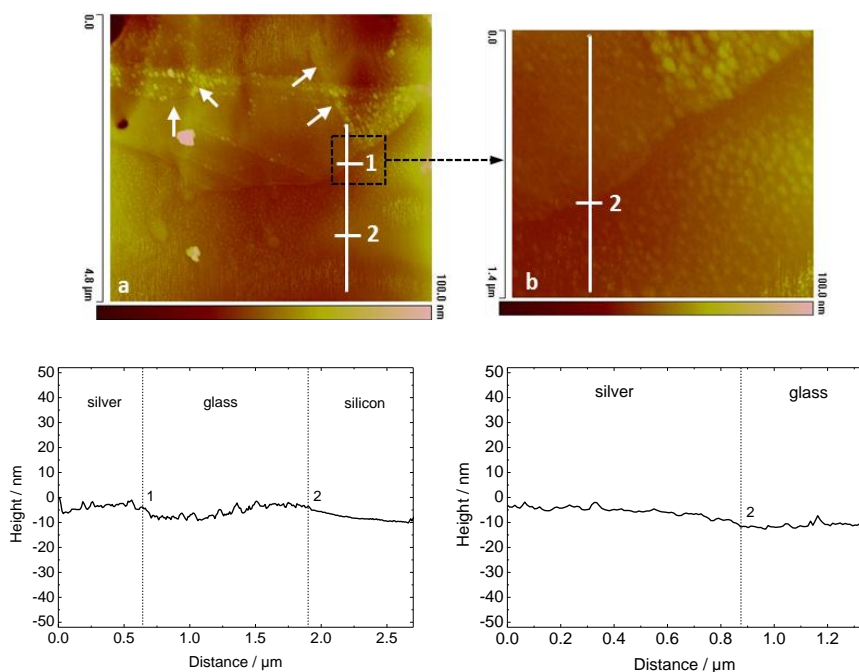 0.0
4.8 µm
a
1
2
100.0 nm
0.0
1.4 µm
b
2
100.0 nm
50
40
30
20
10
0
-10
-20
-30
-40
-50
Height / nm
silver
glass
silicon
1
2
0.0
0.5
1.0
1.5
2.0
2.5
Distance / µm
50
40
30
20
10
0
-10
-20
-30
-40
-50
Height / nm
silver
glass
2
0.0
0.2
0.4
0.6
0.8
1.0
1.2
Distance / µm